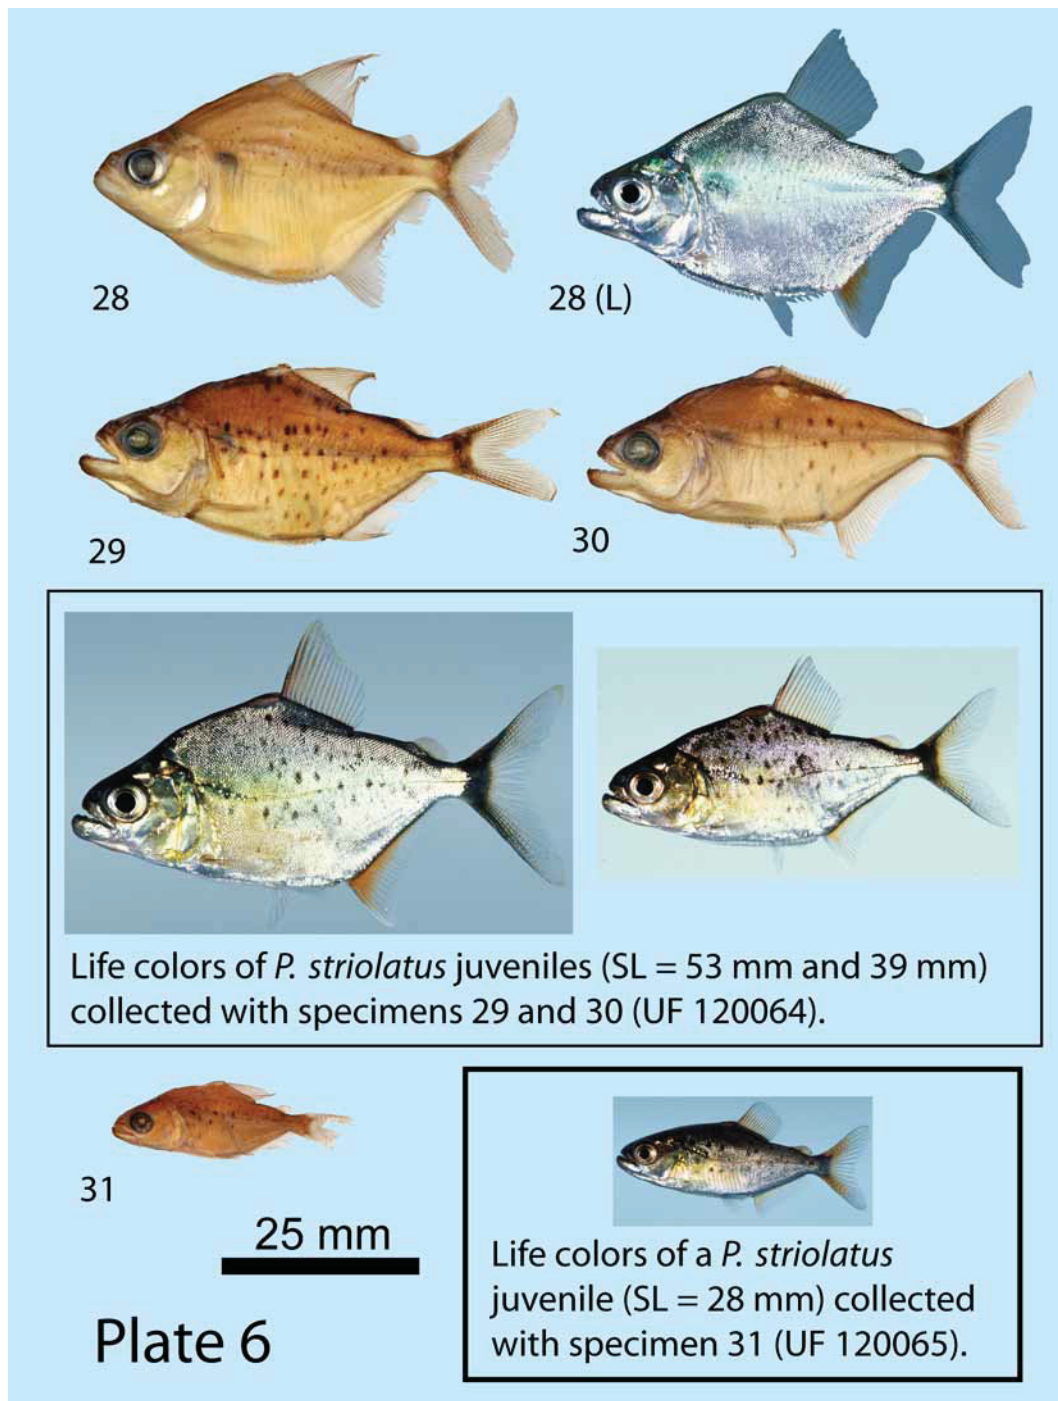 28
28 (L)
29
30
Life colors of P. striolatus juveniles (SL = 53 mm and 39 mm)
collected with specimens 29 and 30 (UF 120064).
31
25 mm
Plate 6
Life colors of a P. striolatus
juvenile (SL = 28 mm) collected
with specimen 31 (UF 120065).